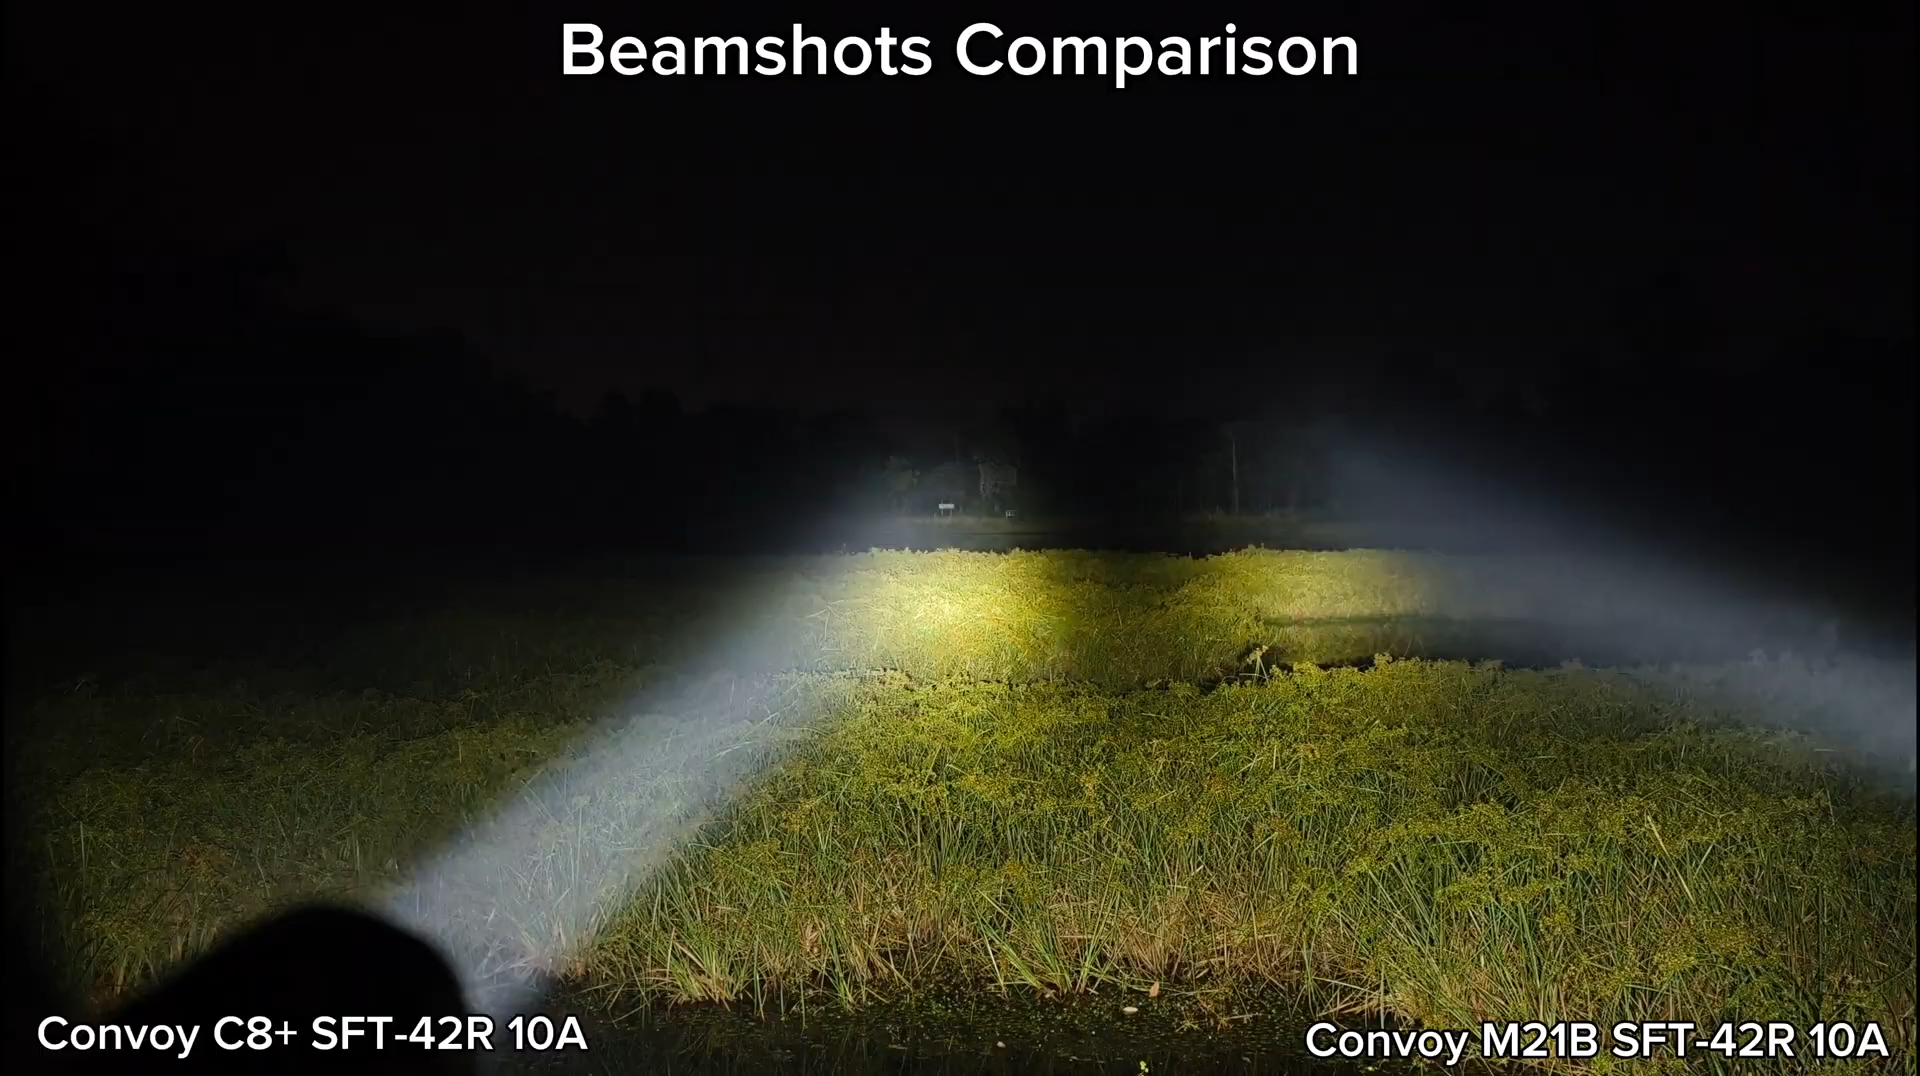 Beamshots Comparison
Convoy C8+ SFT-42R 10A
Convoy M21B SFT-42R 10A